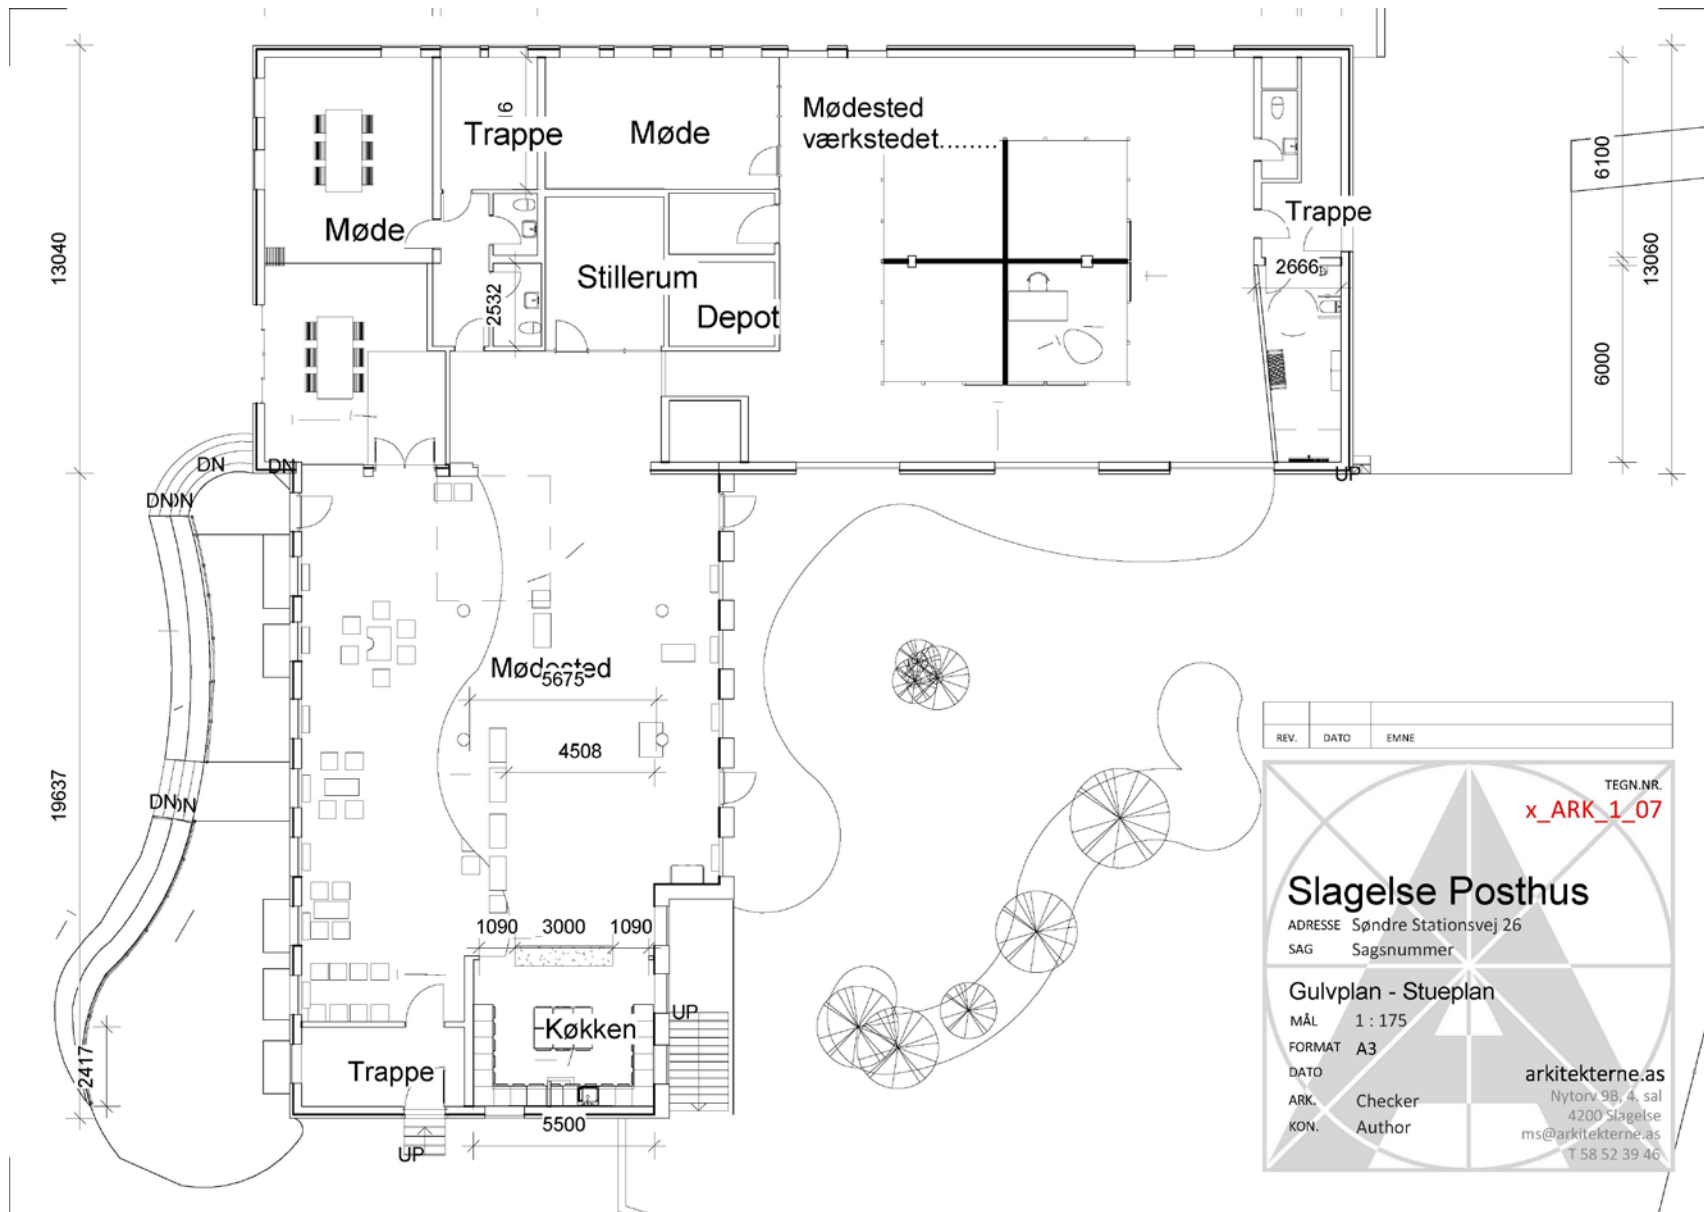 Mødested
værkstedet........
Trappe
Møde
Møde
Trappe
Stillerum
Depot
2532
2666
13040
6100
13060
6000
DN
DN
DN
UP
Mødested
5675
4508
19637
DN
1090
3000
1090
UP
Køkken
Trappe
2417
5500
UP
REV.
DATO
EMNE
TEGN.NR.
x_ARK_1_07
Slagelse Posthus
ADRESSE Søndre Stationsvej 26
SAG Sagsnummer
Gulvplan - Stueplan
MÅL 1 : 175
FORMAT A3
DATO
ARK. Checker
KON. Author
arkitekterne.as
Nytorv 9B, 4. sal
4200 Slagelse
ms@arkitekterne.as
T 58 52 39 46